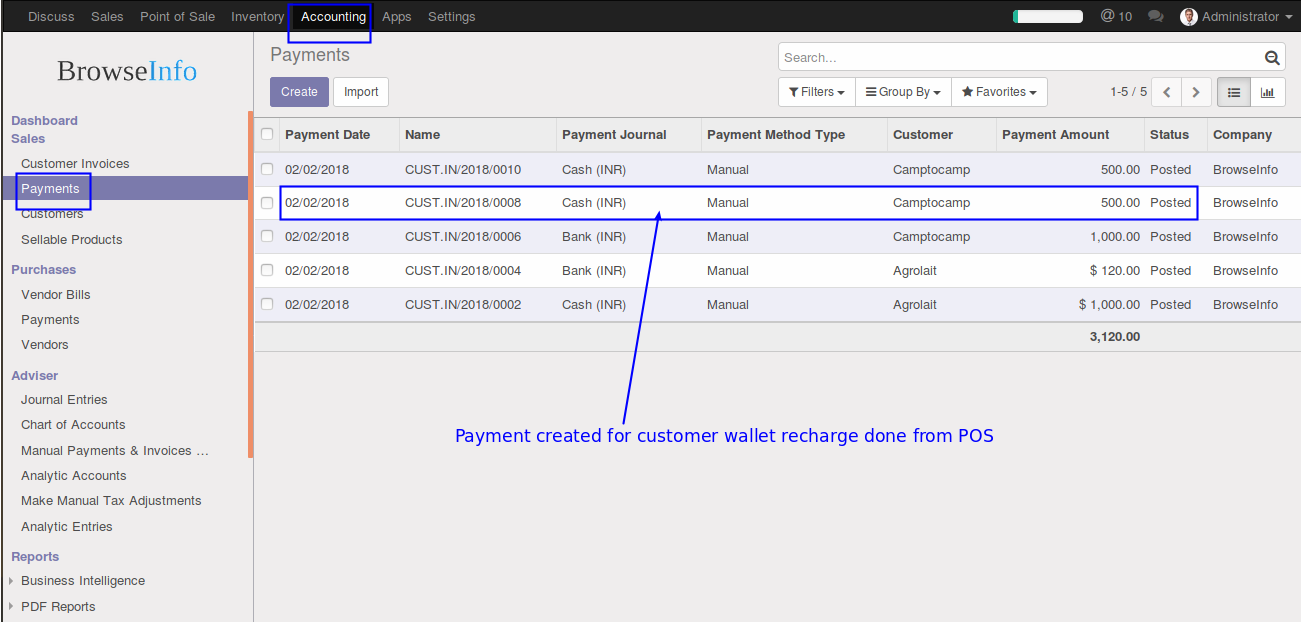 Discuss Sales Point of Sale Inventory Accounting Apps Settings @ 10 Administrator
BrowseInfo
Dashboard
Sales
Customer Invoices
Payments
Customers
Sellable Products
Purchases
Vendor Bills
Payments
Vendors
Adviser
Journal Entries
Chart of Accounts
Manual Payments & Invoices ...
Analytic Accounts
Make Manual Tax Adjustments
Analytic Entries
Reports
Business Intelligence
PDF Reports
Payments
Search...
Create Import
Filters Group By Favorites 1-5 / 5
Payment Date Name Payment Journal Payment Method Type Customer Payment Amount Status Company
02/02/2018 CUST.IN/2018/0010 Cash (INR) Manual Camptocamp 500.00 Posted BrowseInfo
02/02/2018 CUST.IN/2018/0008 Cash (INR) Manual Camptocamp 500.00 Posted BrowseInfo
02/02/2018 CUST.IN/2018/0006 Bank (INR) Manual Camptocamp 1,000.00 Posted BrowseInfo
02/02/2018 CUST.IN/2018/0004 Bank (INR) Manual Agrolait $ 120.00 Posted BrowseInfo
02/02/2018 CUST.IN/2018/0002 Cash (INR) Manual Agrolait $ 1,000.00 Posted BrowseInfo
3,120.00
Payment created for customer wallet recharge done from POS